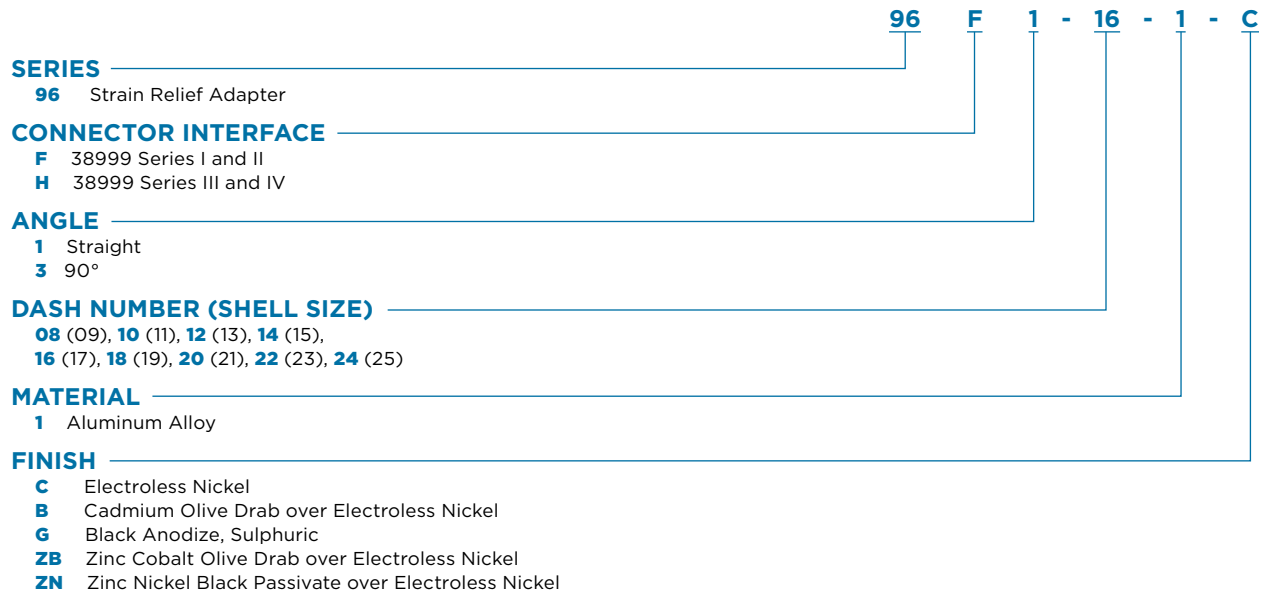 96 F 1 - 16 - 1 - C
SERIES
96 Strain Relief Adapter
CONNECTOR INTERFACE
F 38999 Series I and II
H 38999 Series III and IV
ANGLE
1 Straight
3 90°
DASH NUMBER (SHELL SIZE)
08 (09), 10 (11), 12 (13), 14 (15),
16 (17), 18 (19), 20 (21), 22 (23), 24 (25)
MATERIAL
1 Aluminum Alloy
FINISH
C Electroless Nickel
B Cadmium Olive Drab over Electroless Nickel
G Black Anodize, Sulphuric
ZB Zinc Cobalt Olive Drab over Electroless Nickel
ZN Zinc Nickel Black Passivate over Electroless Nickel